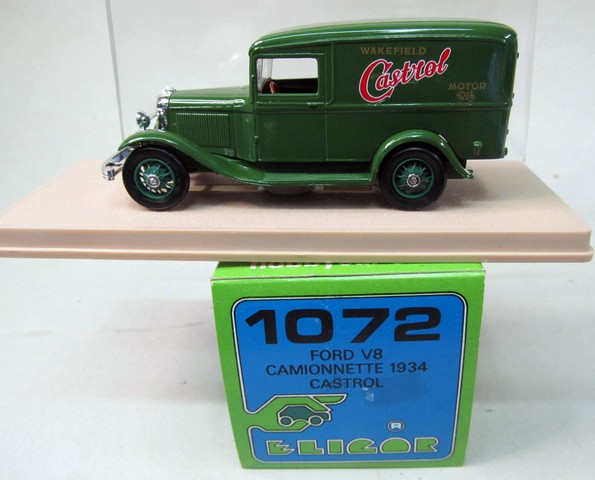 WAKEFIELD
Castrol
MOTOR
OIL
1072
FORD V8
CAMIONNETTE 1934
CASTROL
®
ELIGOR